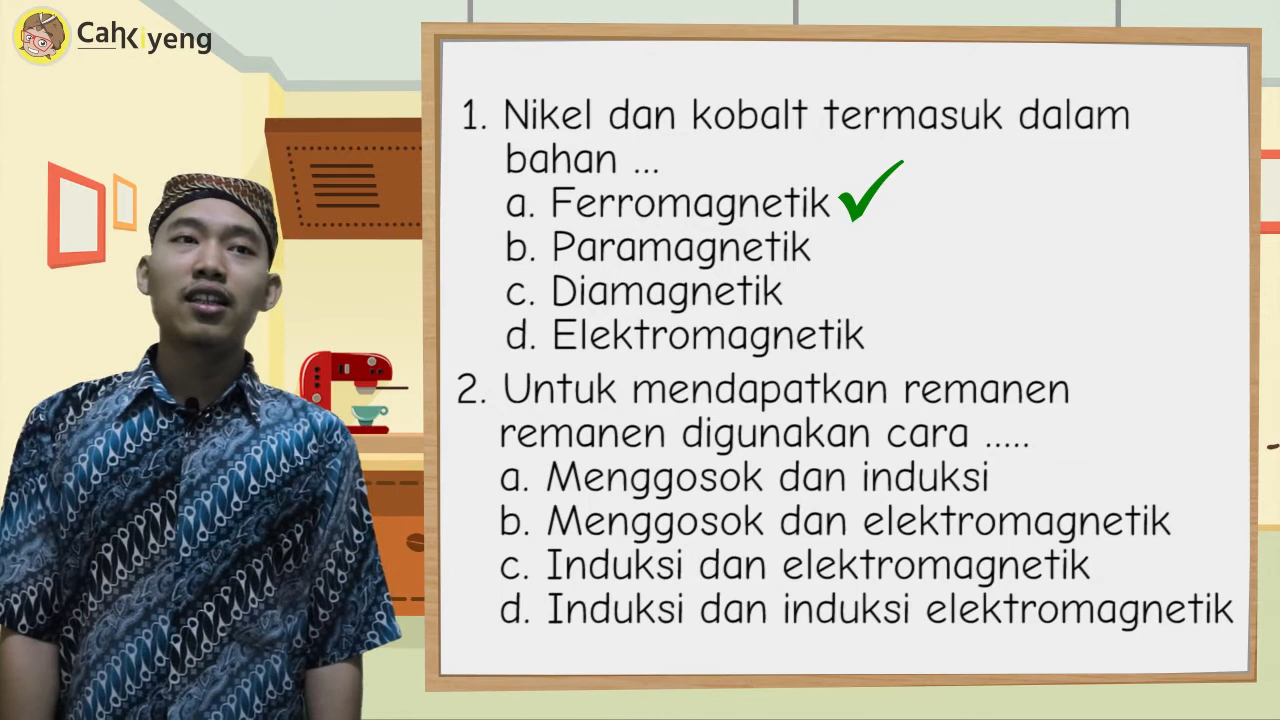 CahKiyeng
1. Nikel dan kobalt termasuk dalam
bahan ...
a. Ferromagnetik
b. Paramagnetik
c. Diamagnetik
d. Elektromagnetik
2. Untuk mendapatkan remanen
remanen digunakan cara .....
a. Menggosok dan induksi
b. Menggosok dan elektromagnetik
c. Induksi dan elektromagnetik
d. Induksi dan induksi elektromagnetik